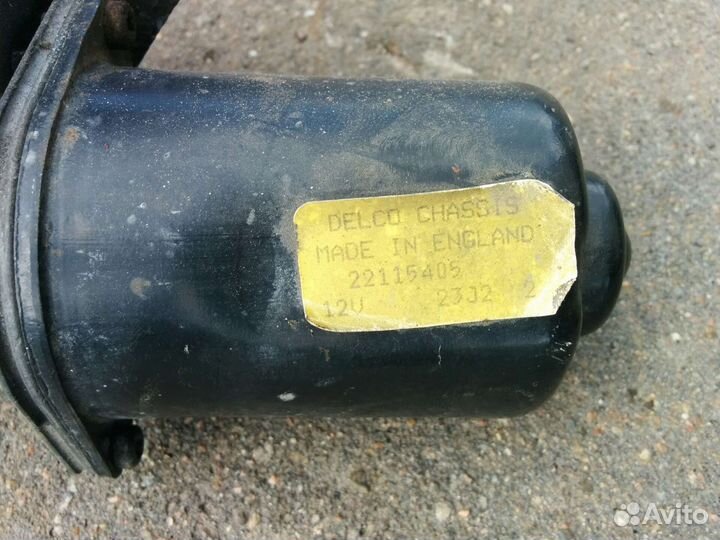 DELCO CHASSIS
MADE IN ENGLAND
22115405
12V 23J2 2
Avito